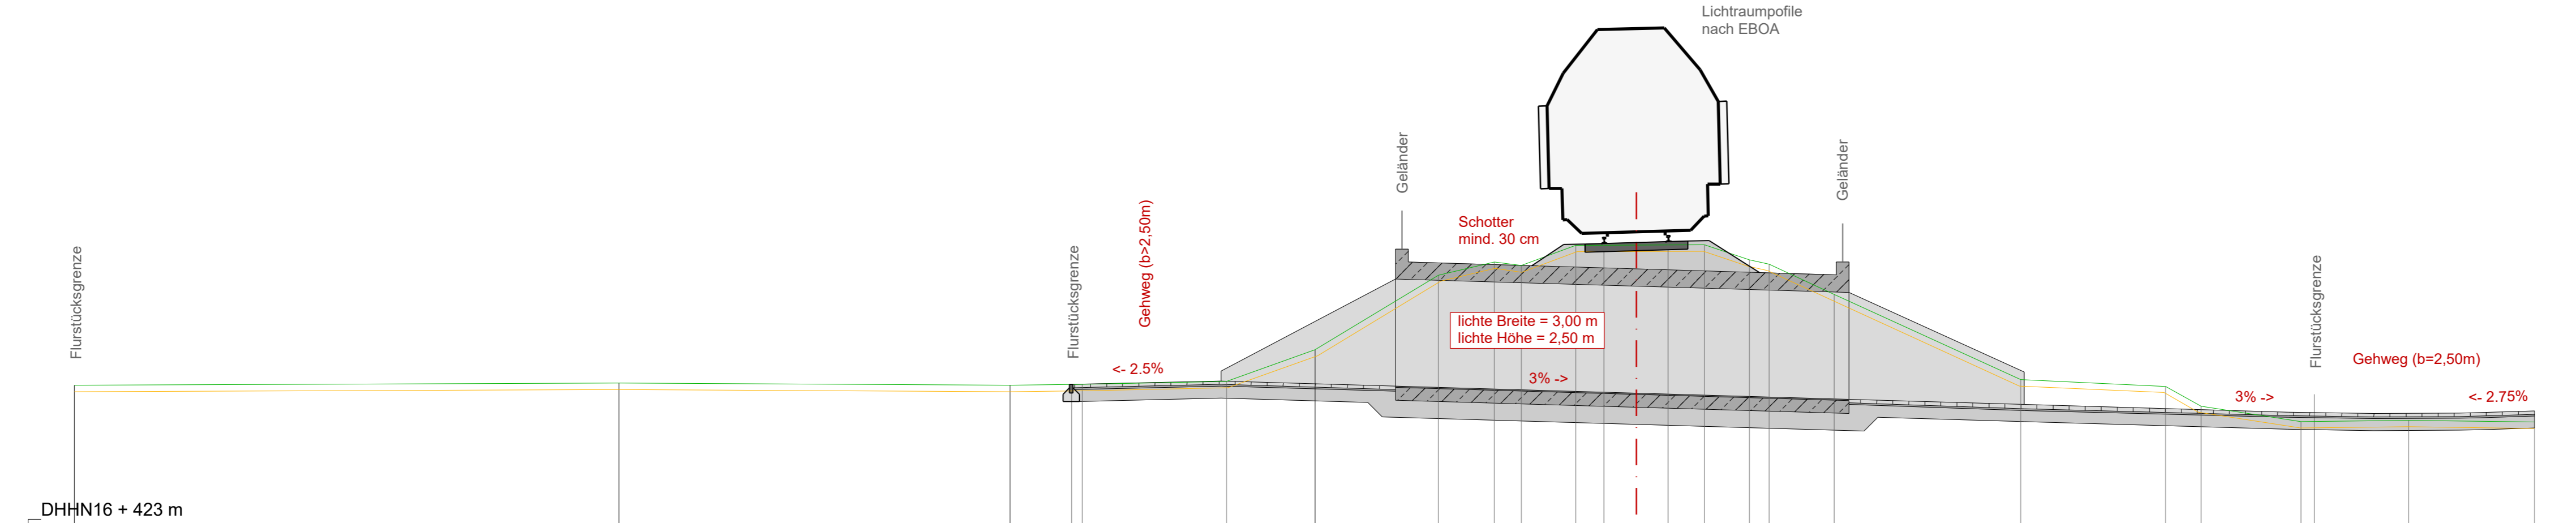 Lichtraumpofile
nach EBOA
Geländer
Geländer
Schotter
mind. 30 cm
Gehweg (b>2,50m)
Flurstücksgrenze
Flurstücksgrenze
Flurstücksgrenze
lichte Breite = 3,00 m
lichte Höhe = 2,50 m
Gehweg (b=2,50m)
<- 2.5%
3% ->
3% ->
<- 2.75%
DHHN16 + 423 m